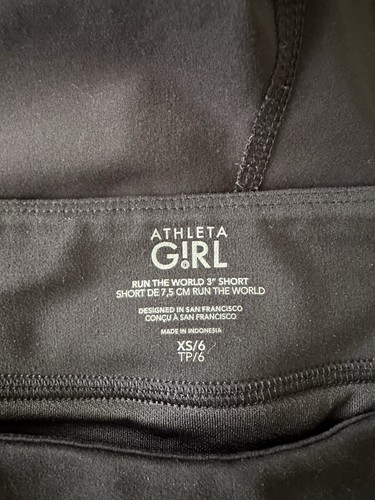 ATHLETA
G!RL
RUN THE WORLD 3" SHORT
SHORT DE 7,5 CM RUN THE WORLD
DESIGNED IN SAN FRANCISCO
CONÇU À SAN FRANCISCO
MADE IN INDONESIA
XS/6
TP/6